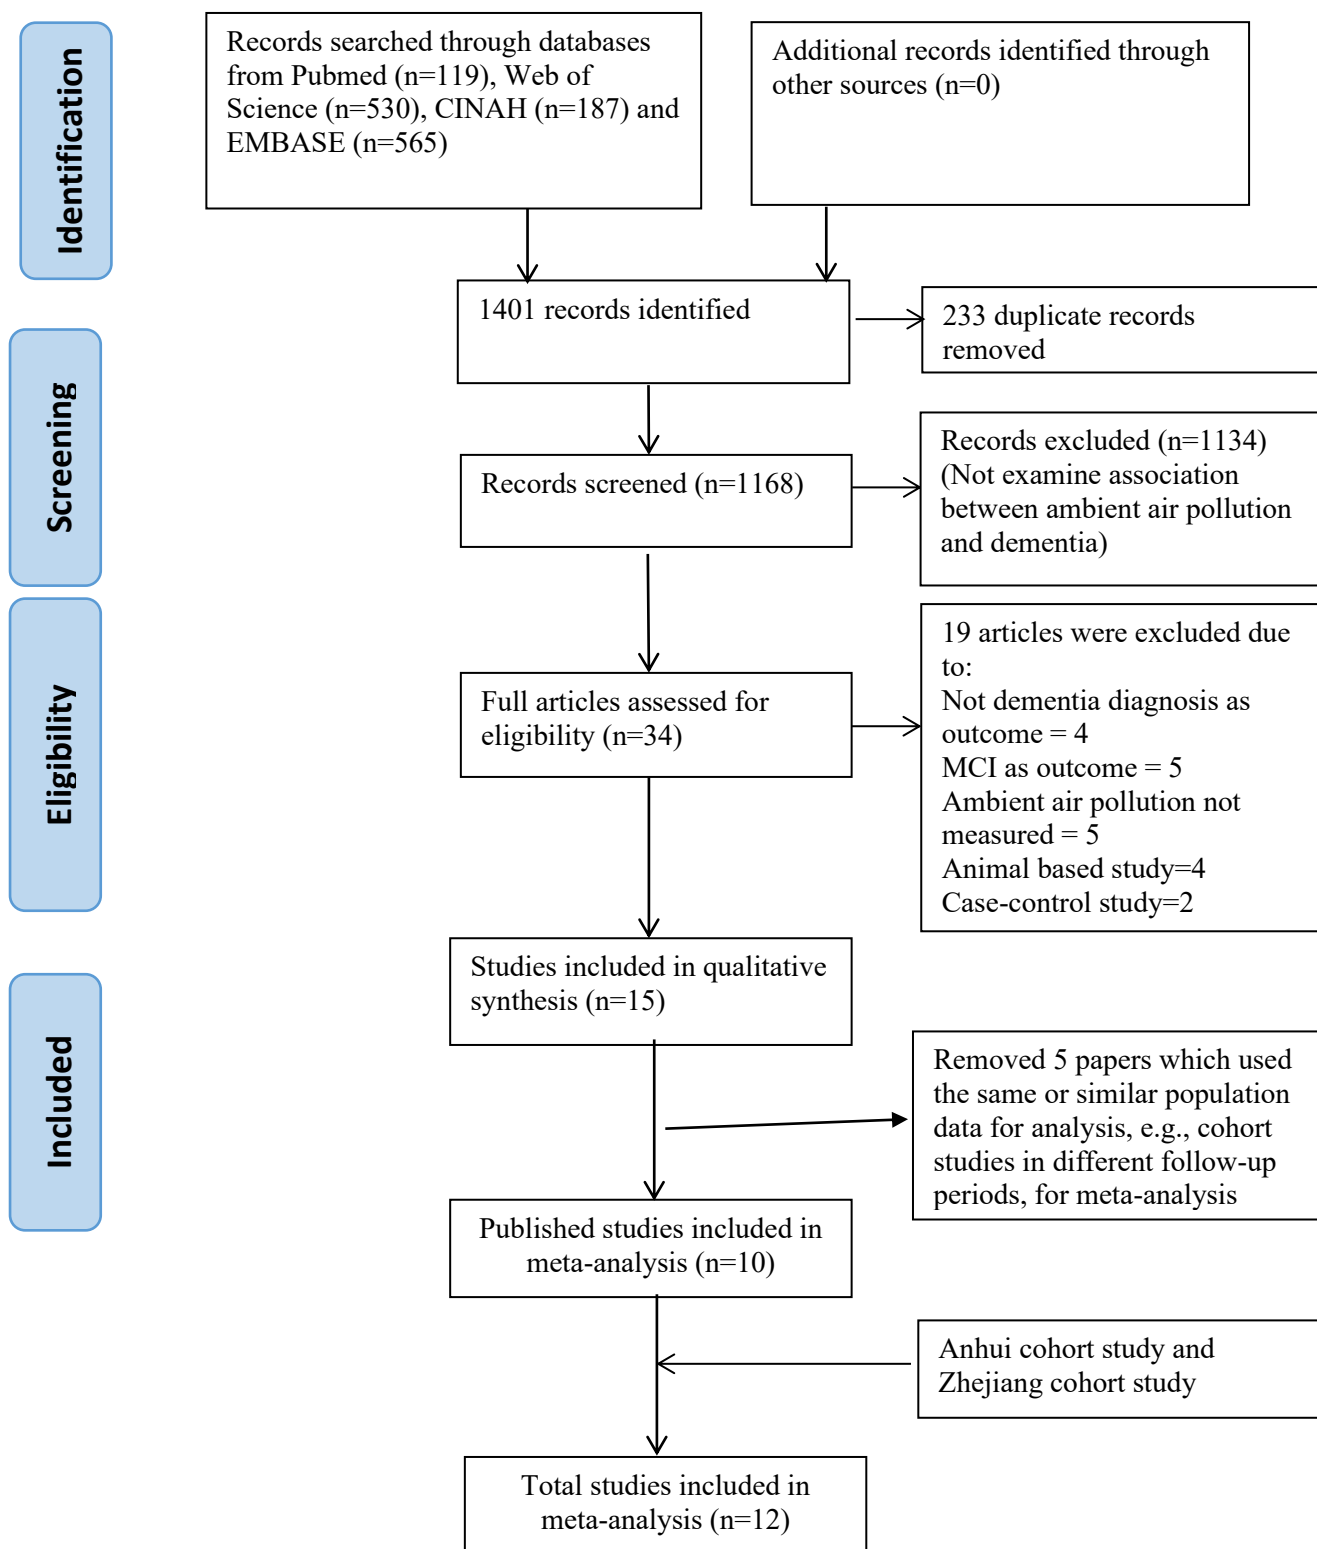 Identification
Records searched through databases
from Pubmed (n=119), Web of
Science (n=530), CINAH (n=187) and
EMBASE (n=565)
Additional records identified through
other sources (n=0)
1401 records identified
233 duplicate records
removed
Screening
Records screened (n=1168)
Records excluded (n=1134)
(Not examine association
between ambient air pollution
and dementia)
Eligibility
Full articles assessed for
eligibility (n=34)
19 articles were excluded due
to:
Not dementia diagnosis as
outcome = 4
MCI as outcome = 5
Ambient air pollution not
measured = 5
Animal based study=4
Case-control study=2
Included
Studies included in qualitative
synthesis (n=15)
Removed 5 papers which used
the same or similar population
data for analysis, e.g., cohort
studies in different follow-up
periods, for meta-analysis
Published studies included in
meta-analysis (n=10)
Anhui cohort study and
Zhejiang cohort study
Total studies included in
meta-analysis (n=12)